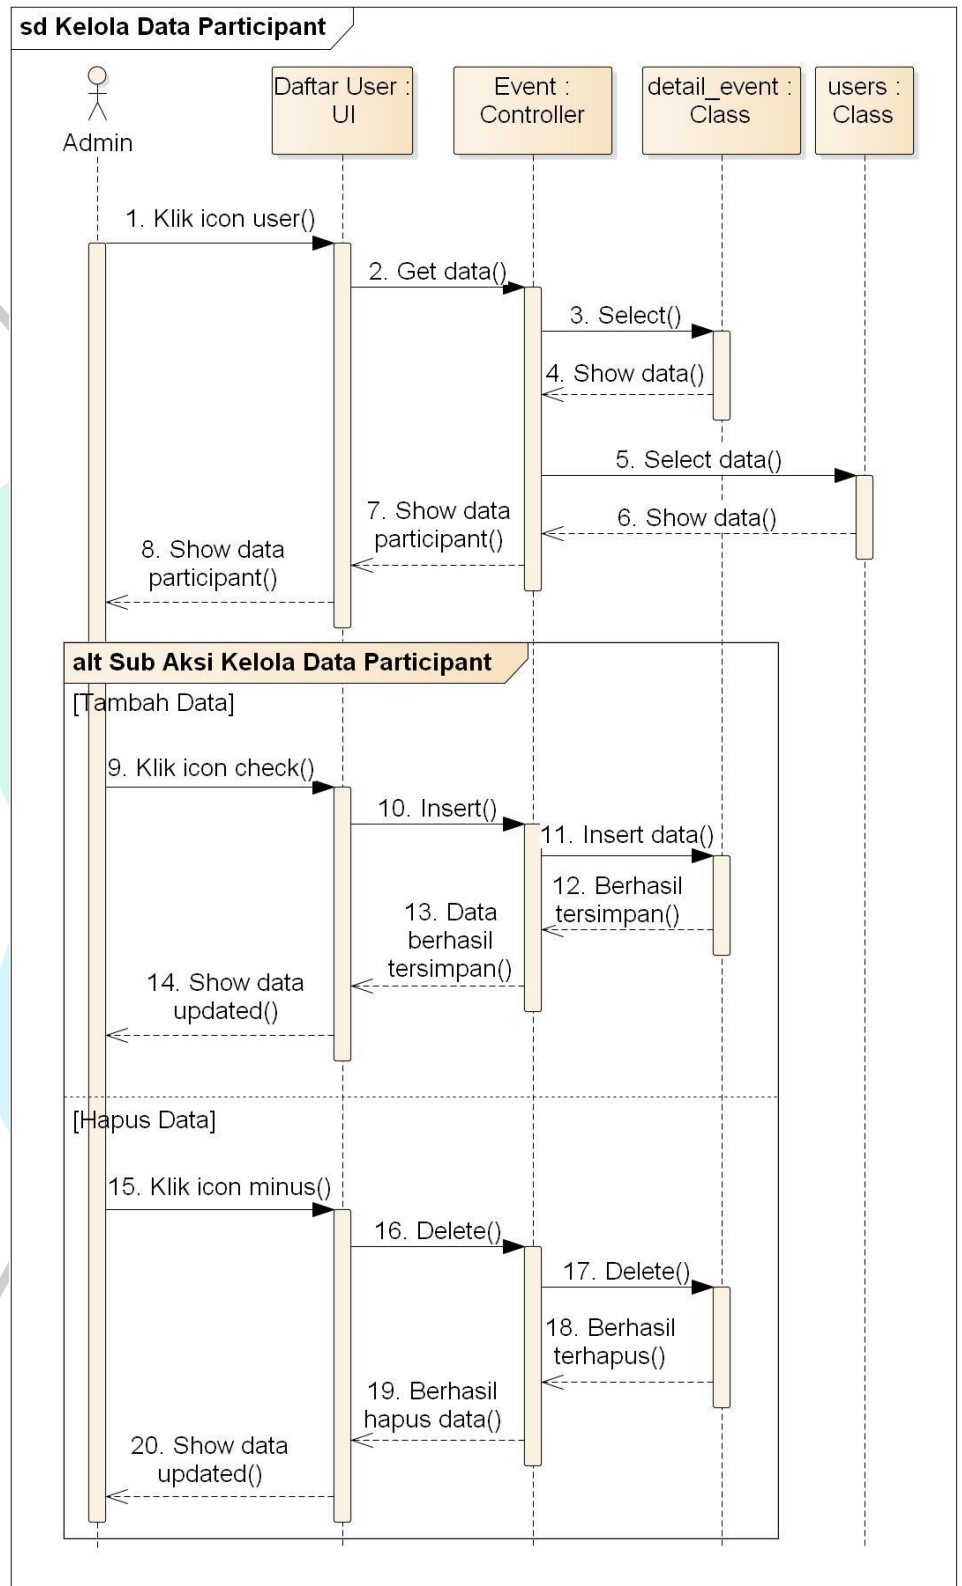 sd Kelola Data Participant
Admin
Daftar User :
UI
Event :
Controller
detail_event :
Class
users :
Class
1. Klik icon user()
2. Get data()
3. Select()
4. Show data()
5. Select data()
6. Show data()
7. Show data
participant()
8. Show data
participant()
alt Sub Aksi Kelola Data Participant
[Tambah Data]
9. Klik icon check()
10. Insert()
11. Insert data()
12. Berhasil
tersimpan()
13. Data
berhasil
tersimpan()
14. Show data
updated()
[Hapus Data]
15. Klik icon minus()
16. Delete()
17. Delete()
18. Berhasil
terhapus()
19. Berhasil
hapus data()
20. Show data
updated()